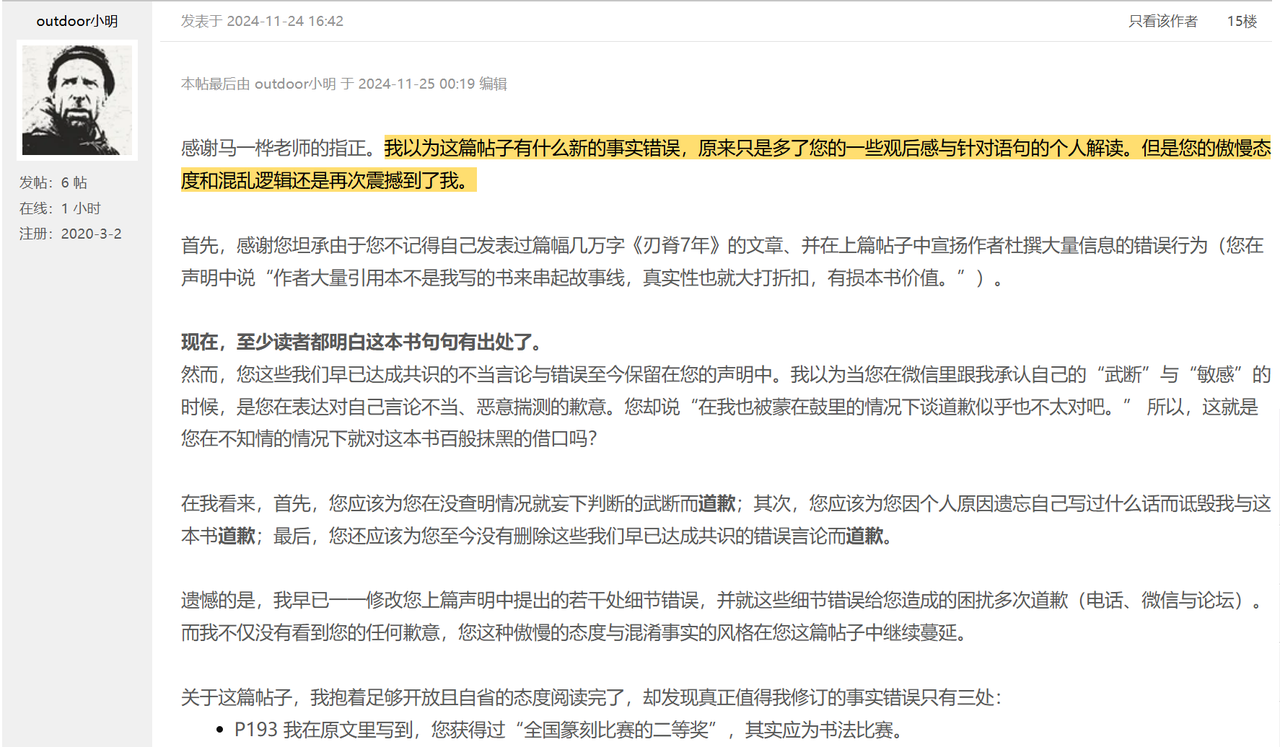 outdoor小明
发表于 2024-11-24 16:42
只看该作者 15楼
发帖：6 帖
在线：1 小时
注册：2020-3-2
本帖最后由 outdoor小明 于 2024-11-25 00:19 编辑
感谢马一桦老师的指正。我以为这篇帖子有什么新的事实错误，原来只是多了您的一些观后感与针对语句的个人解读。但是您的傲慢态
度和混乱逻辑还是再次震撼到了我。
首先，感谢您坦承由于您不记得自己发表过篇幅几万字《刃脊7年》的文章、并在上篇帖子中宣扬作者杜撰大量信息的错误行为（您在
声明中说“作者大量引用本不是我写的书来串起故事线，真实性也就大打折扣，有损本书价值。”）。
现在，至少读者都明白这本书句句有出处了。
然而，您这些我们早已达成共识的不当言论与错误至今保留在您的声明中。我以为当您在微信里跟我承认自己的“武断”与“敏感”的
时候，是您在表达对自己言论不当、恶意揣测的歉意。您却说“在我也被蒙在鼓里的情况下谈道歉似乎也不太对吧。” 所以，这就是
您在不知情的情况下就对这本书百般抹黑的借口吗？
在我看来，首先，您应该为您在没查明情况就妄下判断的武断而道歉；其次，您应该为您因个人原因遗忘自己写过什么话而诋毁我与这
本书道歉；最后，您还应该为您至今没有删除这些我们早已达成共识的错误言论而道歉。
遗憾的是，我早已一一修改您上篇声明中提出的若干处细节错误，并就这些细节错误给您造成的困扰多次道歉（电话、微信与论坛）。
而我不仅没有看到您的任何歉意，您这种傲慢的态度与混淆事实的风格在您这篇帖子中继续蔓延。
关于这篇帖子，我抱着足够开放且自省的态度阅读完了，却发现真正值得我修订的事实错误只有三处：
• P193 我在原文里写到，您获得过“全国篆刻比赛的二等奖”，其实应为书法比赛。